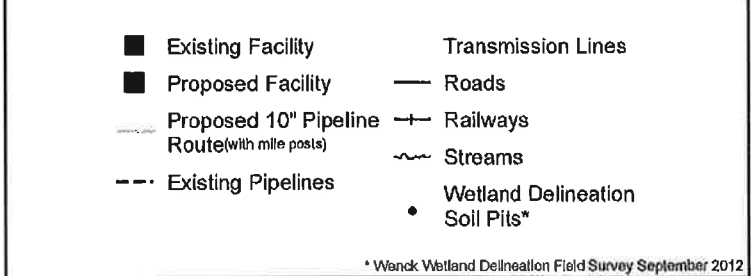 Existing Facility
Proposed Facility
Proposed 10" Pipeline
Route(with mile posts)
Existing Pipelines
Transmission Lines
Roads
Railways
Streams
Wetland Delineation
Soil Pits*
* Wenck Wetland Delineation Field Survey September 2012